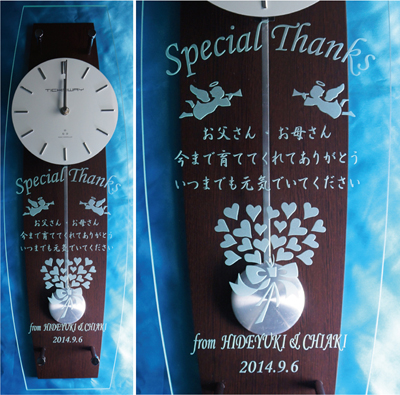 Special Thanks
お父さん・お母さん
今まで育ててくれてありがとう
いつまでも元気でいてください
from HIDEYUKI & CHIAKI
2014.9.6
Special Thanks
お父さん・お母さん
今まで育ててくれてありがとう
いつまでも元気でいてください
from HIDEYUKI & CHIAKI
2014.9.6